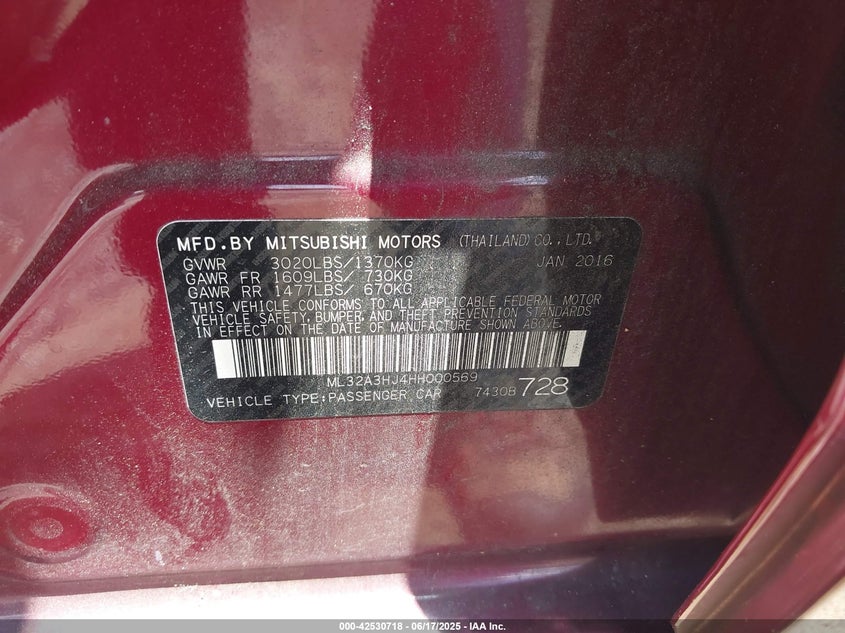 MFD.BY MITSUBISHI MOTORS (THAILAND)CO.,LTD.
GVWR 3020LBS/1370KG JAN 2016
GAWR FR 1609LBS/ 730KG
GAWR RR 1477LBS/ 670KG
THIS VEHICLE CONFORMS TO ALL APPLICABLE FEDERAL MOTOR
VEHICLE SAFETY, BUMPER, AND THEFT PREVENTION STANDARDS
IN EFFECT ON THE DATE OF MANUFACTURE SHOWN ABOVE.
ML32A3HJ4HH000569
VEHICLE TYPE:PASSENGER CAR 7430B 728
000-42530718 - 06/17/2025 - IAA Inc.